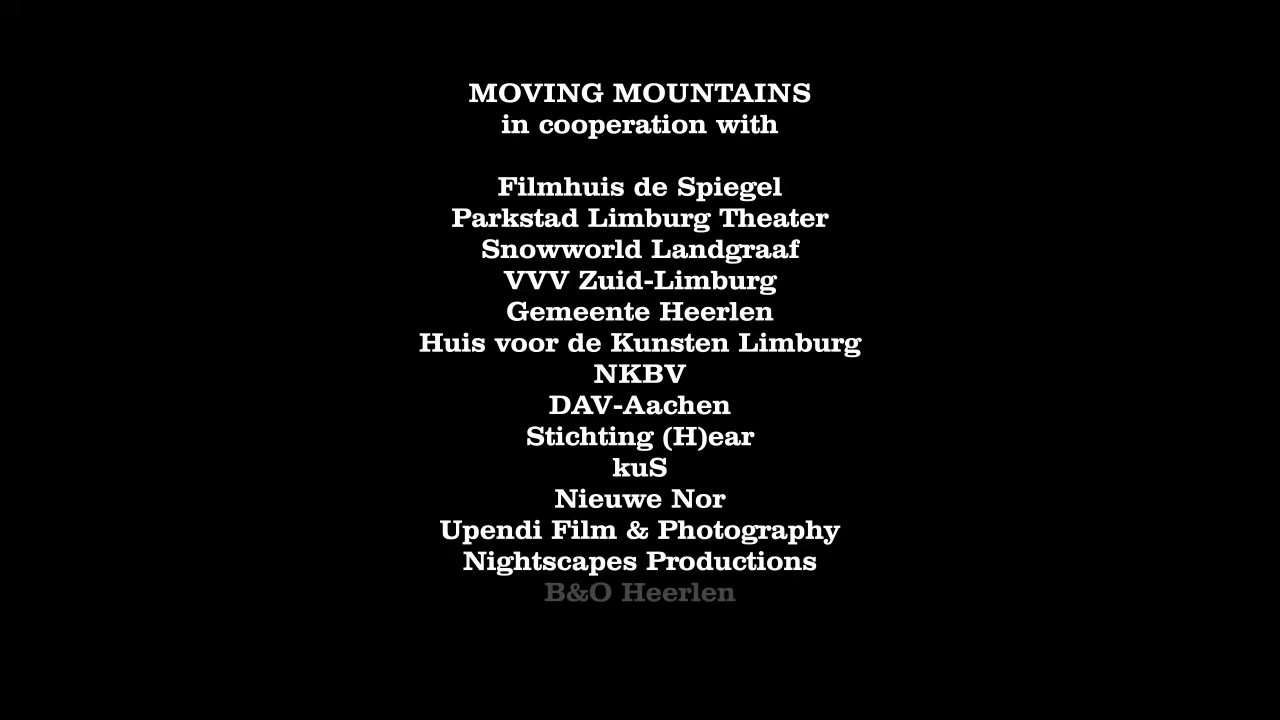 MOVING MOUNTAINS
in cooperation with
Filmhuis de Spiegel
Parkstad Limburg Theater
Snowworld Landgraaf
VVV Zuid-Limburg
Gemeente Heerlen
Huis voor de Kunsten Limburg
NKBV
DAV-Aachen
Stichting (H)ear
kuS
Nieuwe Nor
Upendi Film & Photography
Nightscapes Productions
B&O Heerlen